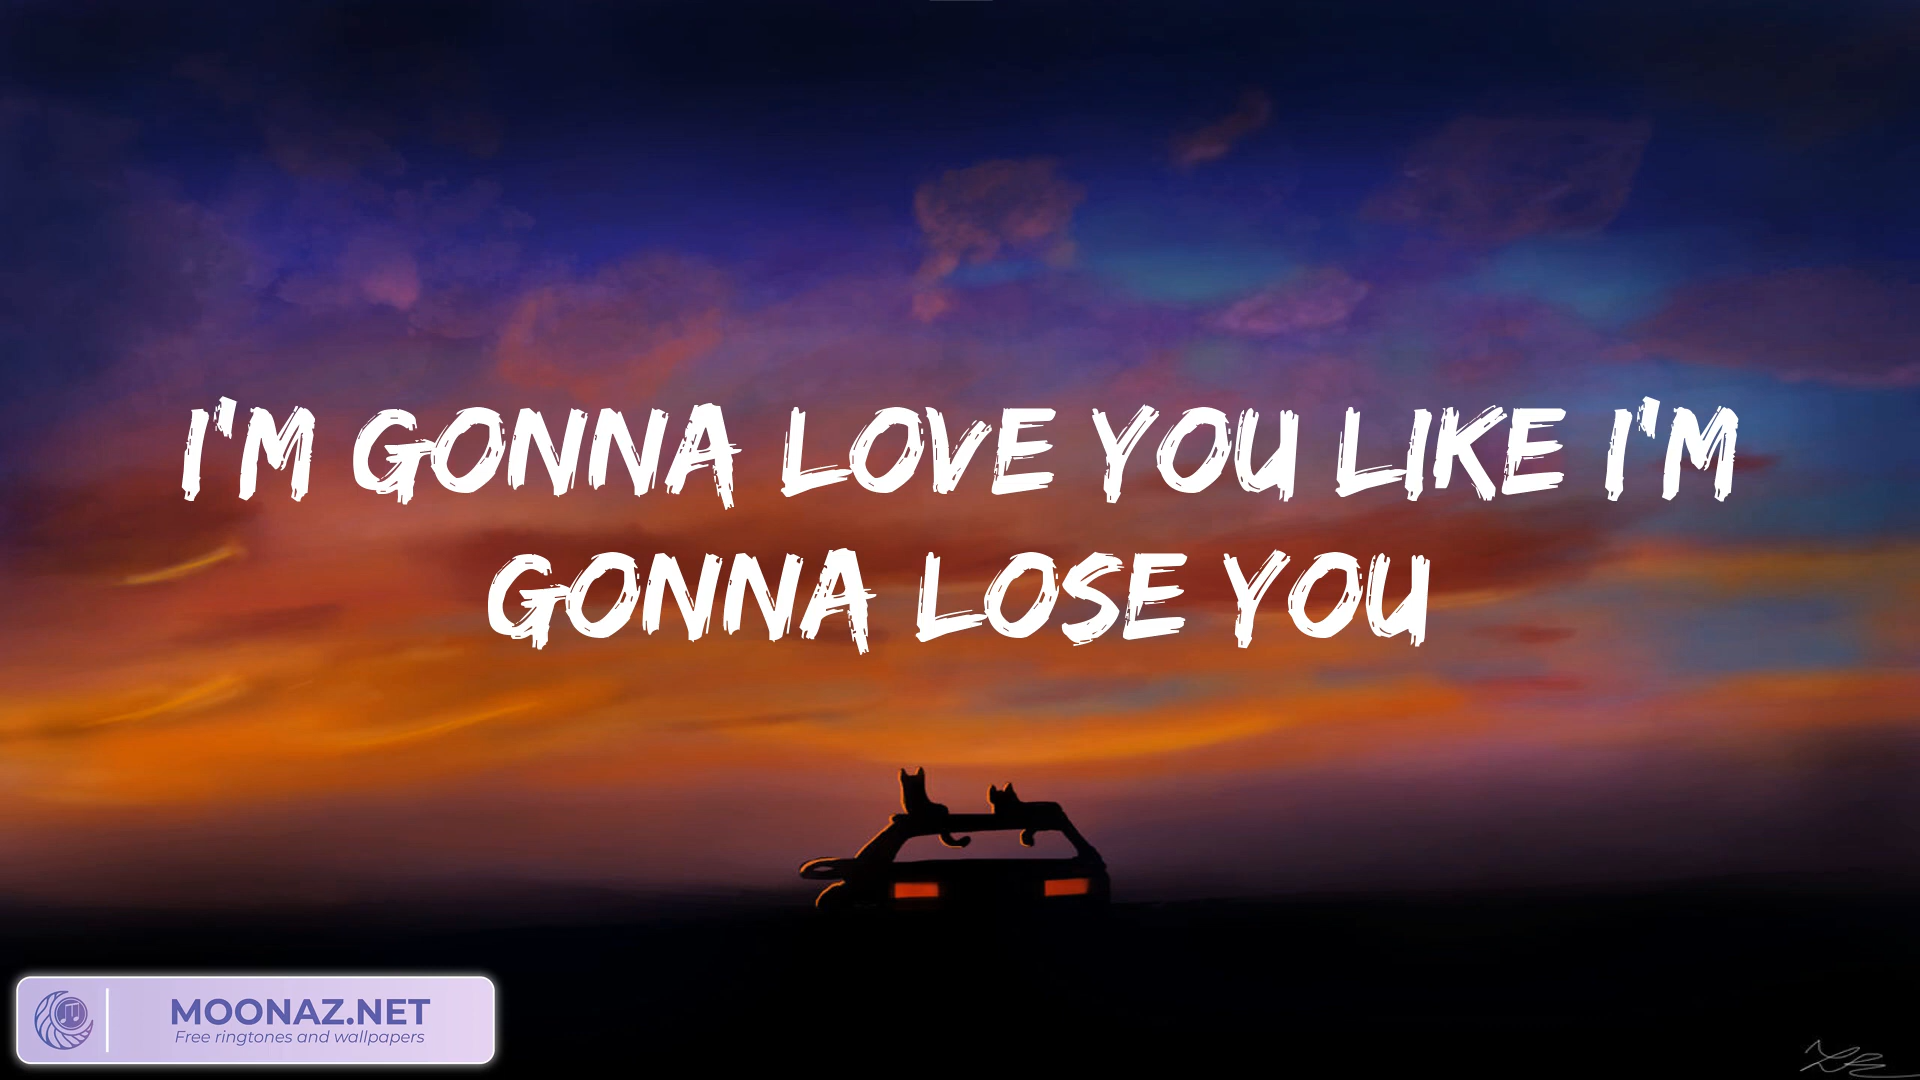 I'M GONNA LOVE YOU LIKE I'M
GONNA LOSE YOU
MOONAZ.NET
Free ringtones and wallpapers